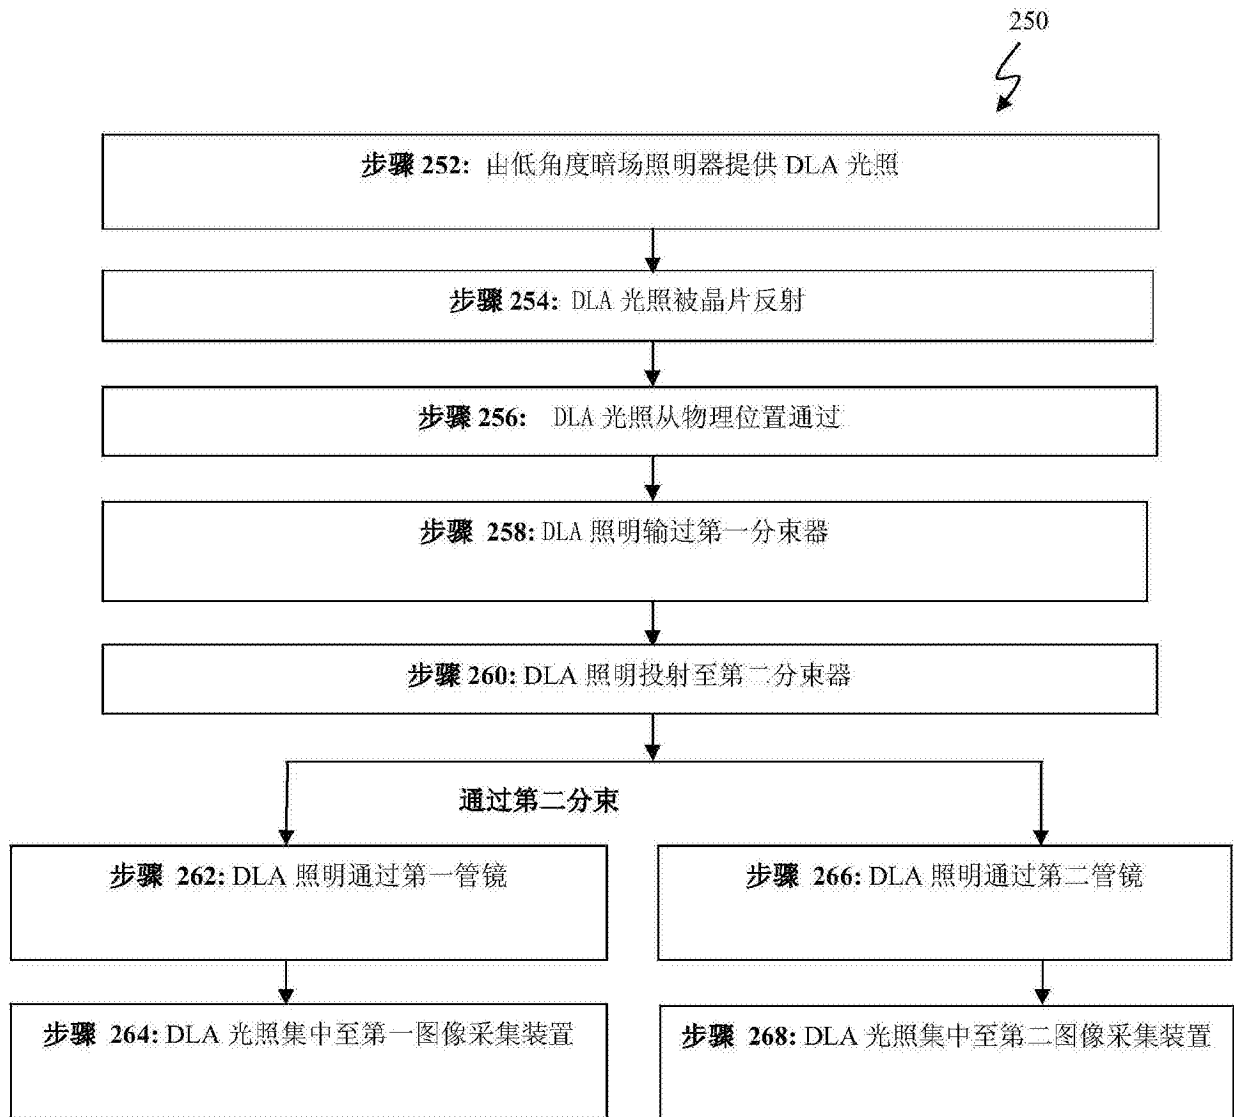 250
步骤 252: 由低角度暗场照明器提供 DLA 光照
步骤 254: DLA 光照被晶片反射
步骤 256: DLA 光照从物理位置通过
步骤 258: DLA 照明输过第一分束器
步骤 260: DLA 照明投射至第二分束器
通过第二分束
步骤 262: DLA 照明通过第一管镜
步骤 266: DLA 照明通过第二管镜
步骤 264: DLA 光照集中至第一图像采集装置
步骤 268: DLA 光照集中至第二图像采集装置